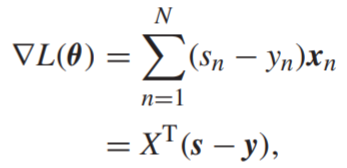 ∇L(θ) = ∑_{n=1}^{N} (s_n − y_n)x_n
= X^T(s − y),